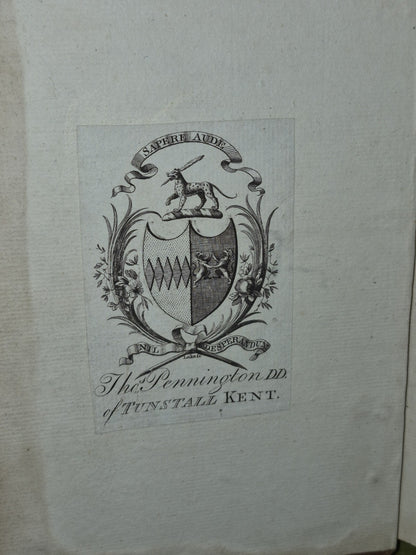 SAPERE AUDE
NIL DESPERANDUM
Thoˢ. Pennington DD.
of TUNSTALL KENT.